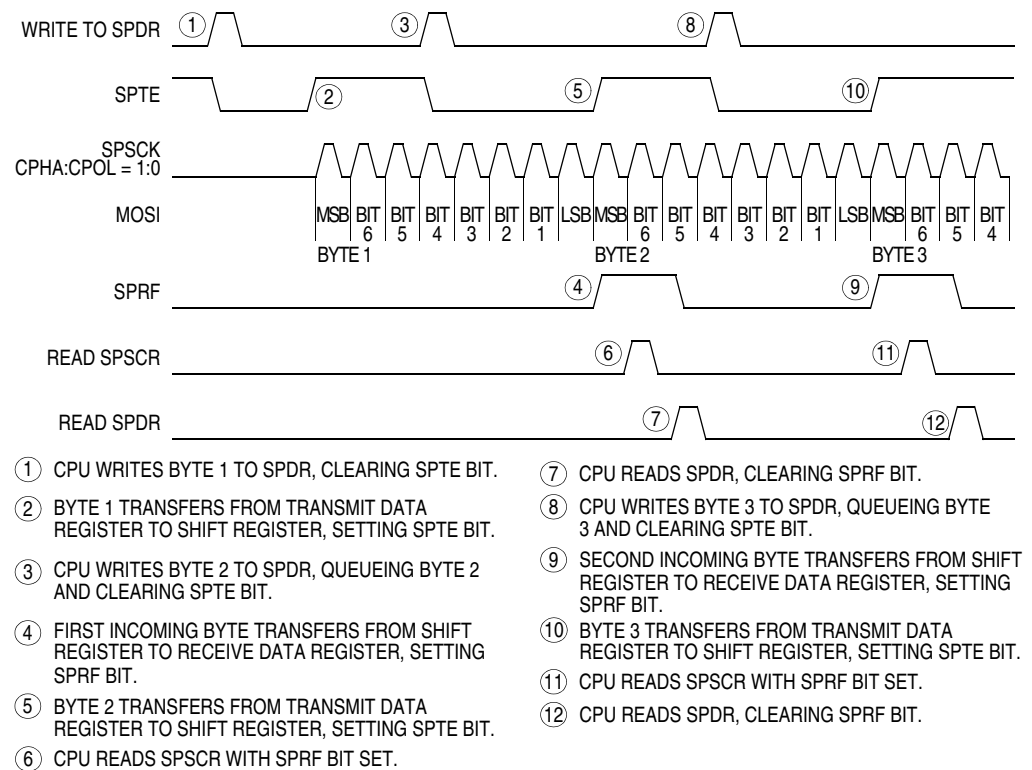 WRITE TO SPDR 1 3 8
SPTE 2 5 10
SPSCK
CPHA:CPOL = 1:0
MOSI MSB BIT 6 BIT 5 BIT 4 BIT 3 BIT 2 BIT 1 LSB MSB BIT 6 BIT 5 BIT 4 BIT 3 BIT 2 BIT 1 LSB MSB BIT 6 BIT 5 BIT 4
BYTE 1 BYTE 2 BYTE 3
SPRF 4 9
READ SPSCR 6 11
READ SPDR 7 12
1 CPU WRITES BYTE 1 TO SPDR, CLEARING SPTE BIT.
2 BYTE 1 TRANSFERS FROM TRANSMIT DATA
REGISTER TO SHIFT REGISTER, SETTING SPTE BIT.
3 CPU WRITES BYTE 2 TO SPDR, QUEUEING BYTE 2
AND CLEARING SPTE BIT.
4 FIRST INCOMING BYTE TRANSFERS FROM SHIFT
REGISTER TO RECEIVE DATA REGISTER, SETTING
SPRF BIT.
5 BYTE 2 TRANSFERS FROM TRANSMIT DATA
REGISTER TO SHIFT REGISTER, SETTING SPTE BIT.
6 CPU READS SPSCR WITH SPRF BIT SET.
7 CPU READS SPDR, CLEARING SPRF BIT.
8 CPU WRITES BYTE 3 TO SPDR, QUEUEING BYTE
3 AND CLEARING SPTE BIT.
9 SECOND INCOMING BYTE TRANSFERS FROM SHIFT
REGISTER TO RECEIVE DATA REGISTER, SETTING
SPRF BIT.
10 BYTE 3 TRANSFERS FROM TRANSMIT DATA
REGISTER TO SHIFT REGISTER, SETTING SPTE BIT.
11 CPU READS SPSCR WITH SPRF BIT SET.
12 CPU READS SPDR, CLEARING SPRF BIT.